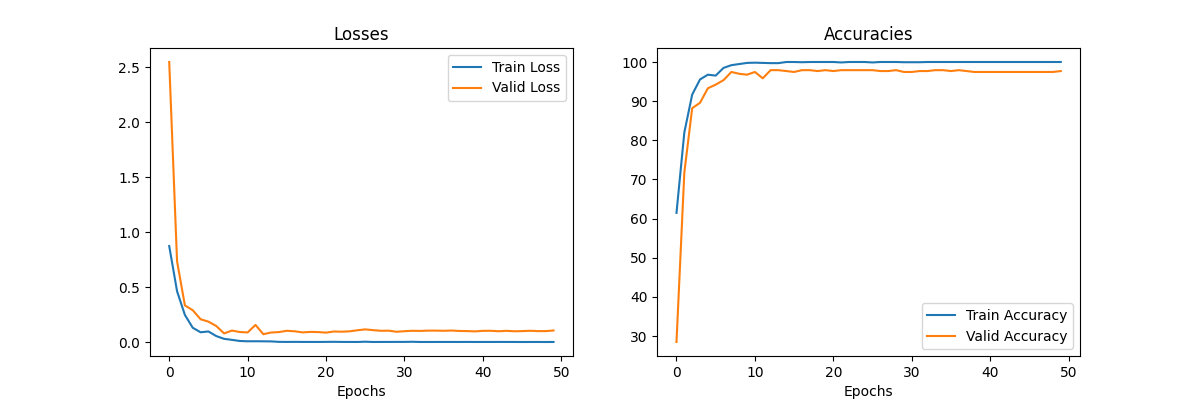 Losses
Train Loss
Valid Loss
2.5
2.0
1.5
1.0
0.5
0.0
0 10 20 30 40 50
Epochs
Accuracies
100
90
80
70
60
50
40
30
Train Accuracy
Valid Accuracy
0 10 20 30 40 50
Epochs